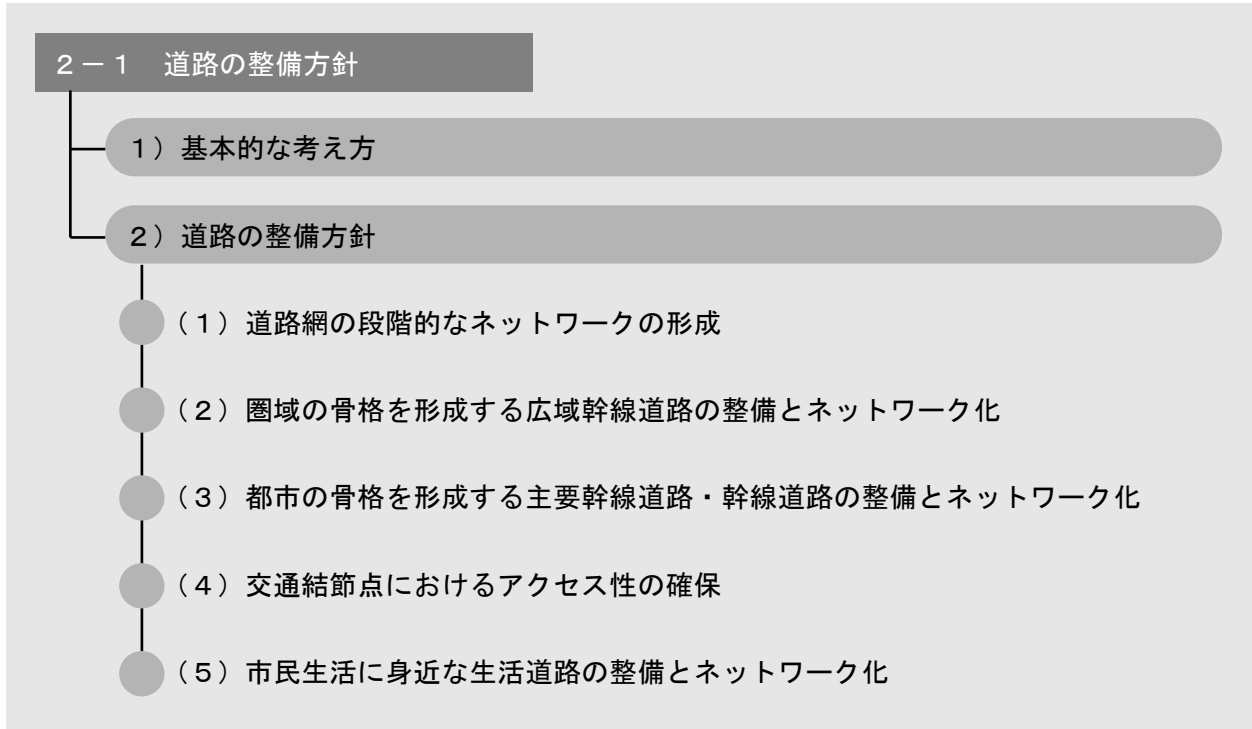 ２－１　道路の整備方針
１）基本的な考え方
２）道路の整備方針
（１）道路網の段階的なネットワークの形成
（２）圏域の骨格を形成する広域幹線道路の整備とネットワーク化
（３）都市の骨格を形成する主要幹線道路・幹線道路の整備とネットワーク化
（４）交通結節点におけるアクセス性の確保
（５）市民生活に身近な生活道路の整備とネットワーク化